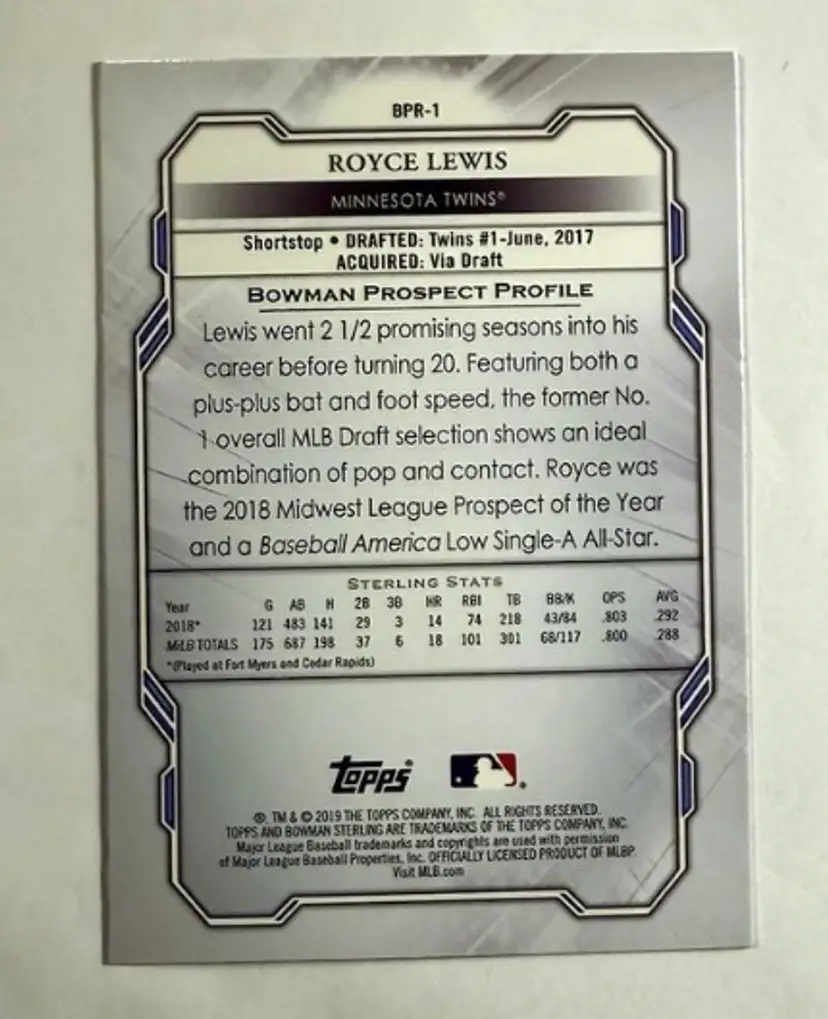 BPR-1
ROYCE LEWIS
MINNESOTA TWINS®
Shortstop • DRAFTED: Twins #1-June, 2017
ACQUIRED: Via Draft
BOWMAN PROSPECT PROFILE
Lewis went 2 1/2 promising seasons into his
career before turning 20. Featuring both a
plus-plus bat and foot speed, the former No.
1 overall MLB Draft selection shows an ideal
combination of pop and contact. Royce was
the 2018 Midwest League Prospect of the Year
and a Baseball America Low Single-A All-Star.
STERLING STATS
Year G AB H 2B 3B HR RBI TB BB/K OPS AVG
2018* 121 483 141 29 3 14 74 218 43/84 .803 .292
MiLB TOTALS 175 687 198 37 6 18 101 301 68/117 .800 .288
*(Played at Fort Myers and Cedar Rapids)
Topps®
®, TM & © 2019 THE TOPPS COMPANY, INC. ALL RIGHTS RESERVED.
TOPPS AND BOWMAN STERLING ARE TRADEMARKS OF THE TOPPS COMPANY, INC.
Major League Baseball trademarks and copyrights are used with permission
of Major League Baseball Properties, Inc. OFFICIALLY LICENSED PRODUCT OF MLBP.
Visit MLB.com